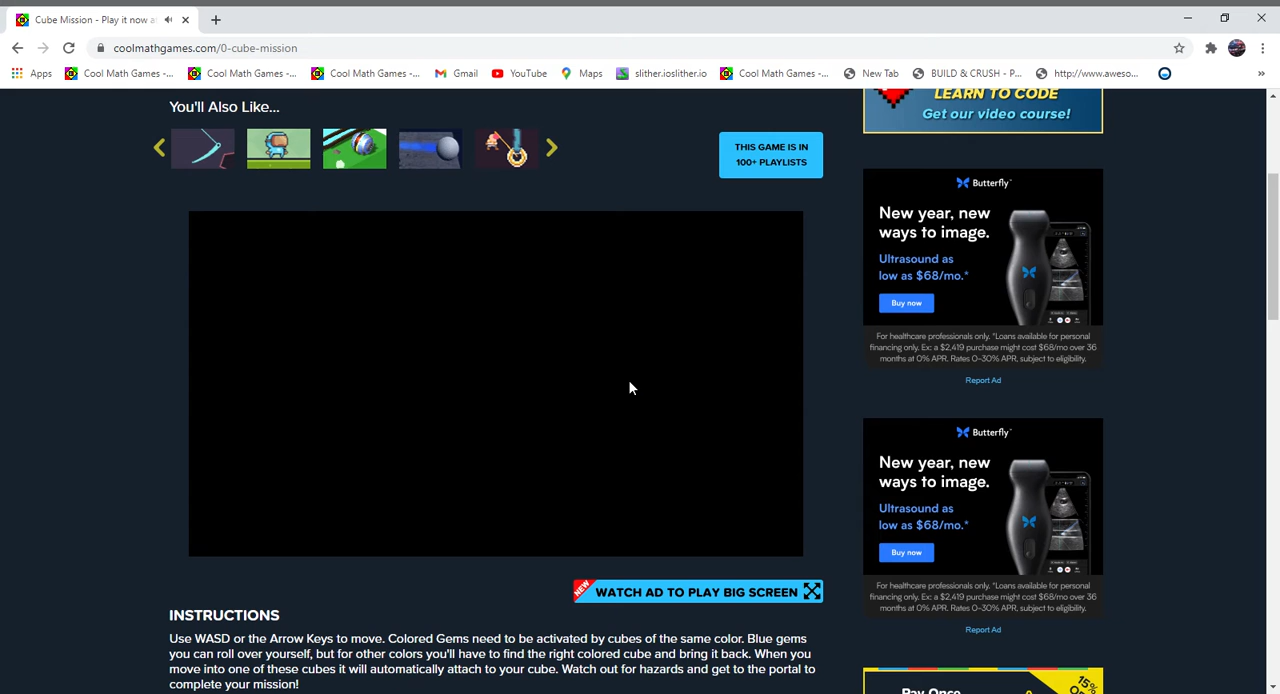 Cube Mission - Play it now a
coolmathgames.com/0-cube-mission
Apps
Cool Math Games -...
Cool Math Games -...
Cool Math Games -...
Gmail
YouTube
Maps
slither.ioslither.io
Cool Math Games -...
New Tab
BUILD & CRUSH - P...
http://www.aweso...
»
You'll Also Like...
THIS GAME IS IN
100+ PLAYLISTS
LEARN TO CODE
Get our video course!
Butterfly™
New year, new
ways to image.
Ultrasound as
low as $68/mo.*
Buy now
For healthcare professionals only. *Loans available for personal
financing only. Ex: a $2,419 purchase might cost $68/mo over 36
months at 0% APR. Rates 0–30% APR, subject to eligibility.
Report Ad
Butterfly™
New year, new
ways to image.
Ultrasound as
low as $68/mo.*
Buy now
For healthcare professionals only. *Loans available for personal
financing only. Ex: a $2,419 purchase might cost $68/mo over 36
months at 0% APR. Rates 0–30% APR, subject to eligibility.
Report Ad
NEW
WATCH AD TO PLAY BIG SCREEN
INSTRUCTIONS
Use WASD or the Arrow Keys to move. Colored Gems need to be activated by cubes of the same color. Blue gems
you can roll over yourself, but for other colors you'll have to find the right colored cube and bring it back. When you
move into one of these cubes it will automatically attach to your cube. Watch out for hazards and get to the portal to
complete your mission!
Pay Once
15%